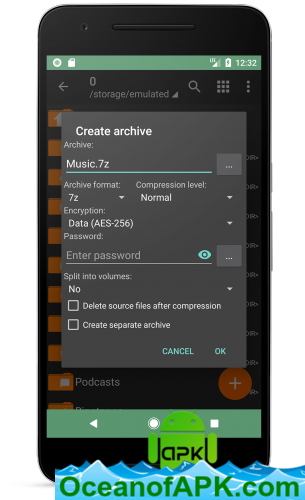 12:32
0
/storage/emulated
Create archive
Archive:
Music.7z
...
Archive format: Compression level:
7z Normal
Encryption:
Data (AES-256)
Password:
Enter password
...
Split into volumes:
No
Delete source files after compression
Create separate archive
CANCEL OK
Podcasts
apk
OceanofAPK.com